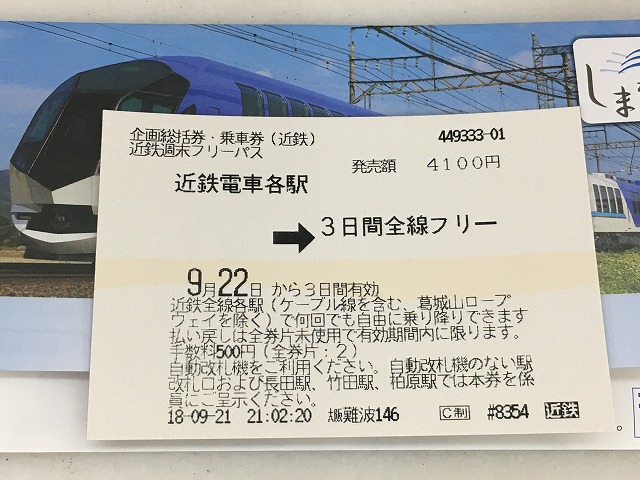 しま
企画総括券・乗車券（近鉄）
449333-01
近鉄週末フリーパス
発売額 4100円
近鉄電車各駅
➡ 3日間全線フリー
9月22日 から3日間有効
近鉄全線各駅（ケーブル線を含む、葛城山ロープ
ウェイを除く）で何回でも自由に乗り降りできます
払い戻しは全券片未使用で有効期間内に限ります。
手数料500円（全券片：2）
自動改札機をご利用ください。自動改札機のない駅
改札口および長田駅、竹田駅、柏原駅では本券を係
員にご呈示ください。
18-09-21 21:02:20 大阪難波146 C制 #8354 近鉄
。